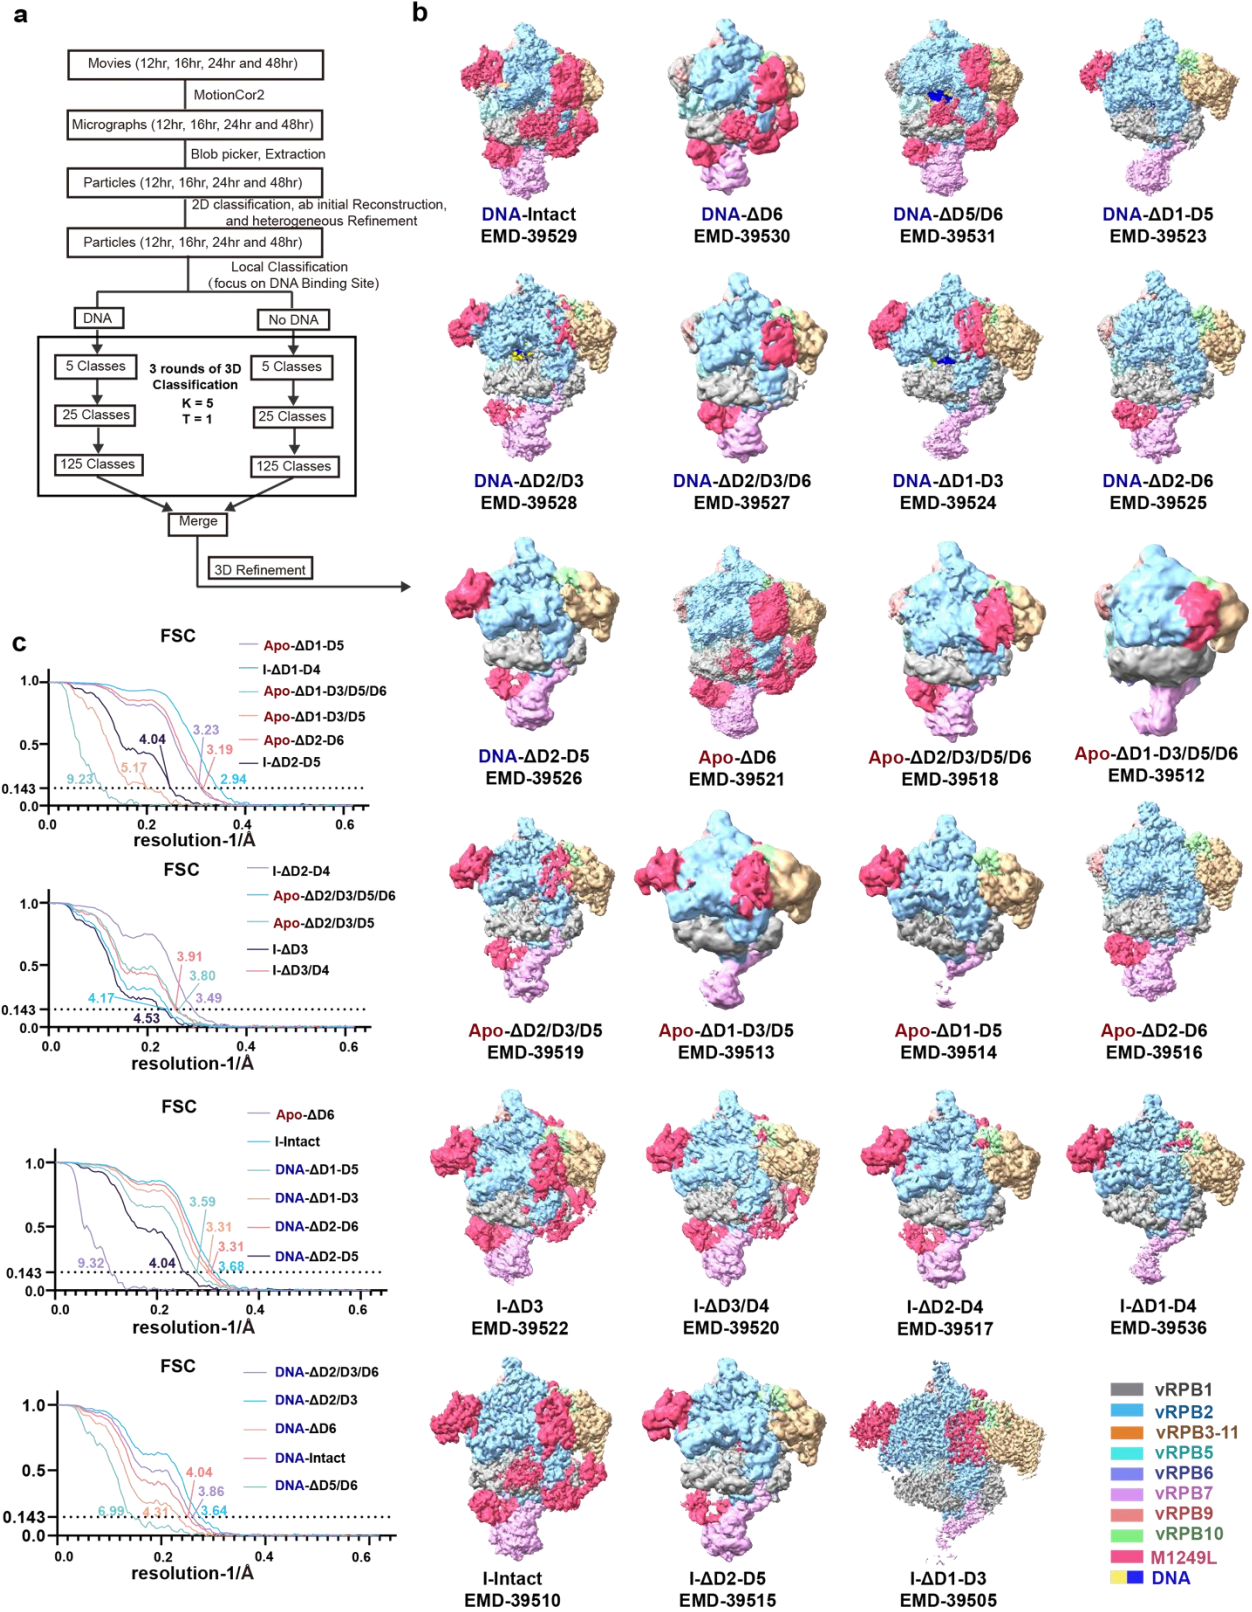 a
Movies (12hr, 16hr, 24hr and 48hr)
MotionCor2
Micrographs (12hr, 16hr, 24hr and 48hr)
Blob picker, Extraction
Particles (12hr, 16hr, 24hr and 48hr)
2D classification, ab initial Reconstruction,
and heterogeneous Refinement
Particles (12hr, 16hr, 24hr and 48hr)
Local Classification
(focus on DNA Binding Site)
DNA
No DNA
5 Classes
5 Classes
3 rounds of 3D
Classification
K = 5
T = 1
25 Classes
25 Classes
125 Classes
125 Classes
Merge
3D Refinement
b
DNA-Intact
EMD-39529
DNA-ΔD6
EMD-39530
DNA-ΔD5/D6
EMD-39531
DNA-ΔD1-D5
EMD-39523
DNA-ΔD2/D3
EMD-39528
DNA-ΔD2/D3/D6
EMD-39527
DNA-ΔD1-D3
EMD-39524
DNA-ΔD2-D6
EMD-39525
DNA-ΔD2-D5
EMD-39526
Apo-ΔD6
EMD-39521
Apo-ΔD2/D3/D5/D6
EMD-39518
Apo-ΔD1-D3/D5/D6
EMD-39512
Apo-ΔD2/D3/D5
EMD-39519
Apo-ΔD1-D3/D5
EMD-39513
Apo-ΔD1-D5
EMD-39514
Apo-ΔD2-D6
EMD-39516
I-ΔD3
EMD-39522
I-ΔD3/D4
EMD-39520
I-ΔD2-D4
EMD-39517
I-ΔD1-D4
EMD-39536
I-Intact
EMD-39510
I-ΔD2-D5
EMD-39515
I-ΔD1-D3
EMD-39505
vRPB1
vRPB2
vRPB3-11
vRPB5
vRPB6
vRPB7
vRPB9
vRPB10
M1249L
DNA
c
FSC
Apo-ΔD1-D5
I-ΔD1-D4
Apo-ΔD1-D3/D5/D6
Apo-ΔD1-D3/D5
Apo-ΔD2-D6
I-ΔD2-D5
1.0
0.5
0.143
0.0
9.23
5.17
4.04
3.23
3.19
2.94
0.0 0.2 0.4 0.6
resolution-1/Å
FSC
I-ΔD2-D4
Apo-ΔD2/D3/D5/D6
Apo-ΔD2/D3/D5
I-ΔD3
I-ΔD3/D4
1.0
0.5
0.143
0.0
4.17
4.53
3.91
3.80
3.49
0.0 0.2 0.4 0.6
resolution-1/Å
FSC
Apo-ΔD6
I-Intact
DNA-ΔD1-D5
DNA-ΔD1-D3
DNA-ΔD2-D6
DNA-ΔD2-D5
1.0
0.5
0.143
0.0
9.32
4.04
3.59
3.31
3.31
3.68
0.0 0.2 0.4 0.6
resolution-1/Å
FSC
DNA-ΔD2/D3/D6
DNA-ΔD2/D3
DNA-ΔD6
DNA-Intact
DNA-ΔD5/D6
1.0
0.5
0.143
0.0
6.99
4.31
4.04
3.86
3.64
0.0 0.2 0.4 0.6
resolution-1/Å